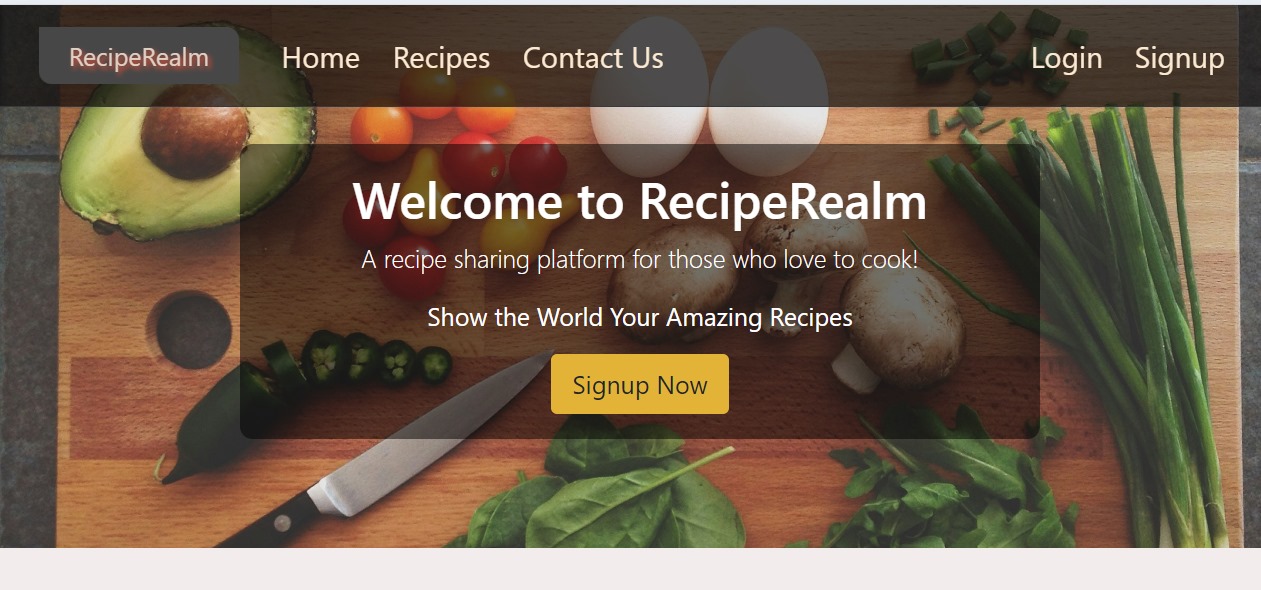 RecipeRealm
Home
Recipes
Contact Us
Login
Signup
Welcome to RecipeRealm
A recipe sharing platform for those who love to cook!
Show the World Your Amazing Recipes
Signup Now